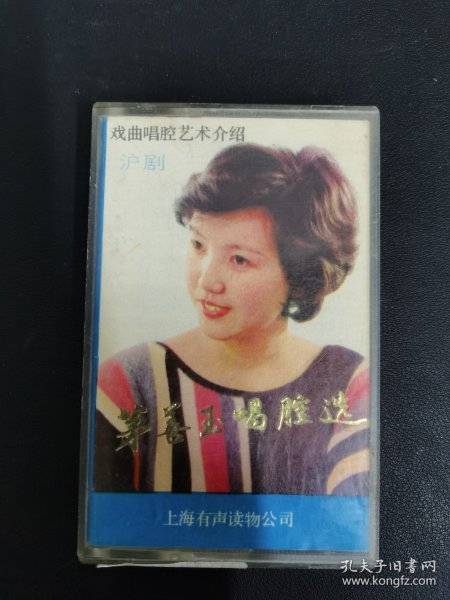 戏曲唱腔艺术介绍
沪剧
茅善玉唱腔选
上海有声读物公司
孔夫子旧书网
www.kongfz.com